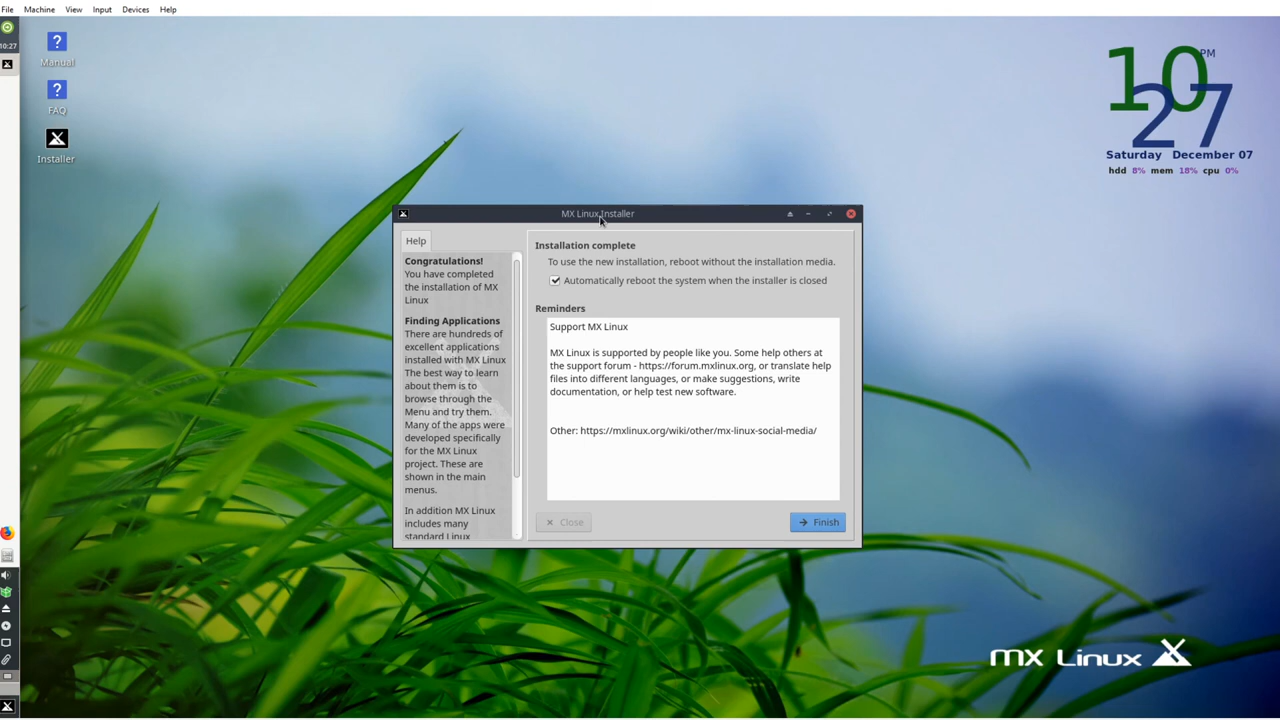 File Machine View Input Devices Help
10:27
Manual
FAQ
Installer
10 PM
27
Saturday December 07
hdd 8% mem 18% cpu 0%
MX Linux Installer
Help
Congratulations!
You have completed
the installation of MX
Linux
Finding Applications
There are hundreds of
excellent applications
installed with MX Linux
The best way to learn
about them is to
browse through the
Menu and try them.
Many of the apps were
developed specifically
for the MX Linux
project. These are
shown in the main
menus.
In addition MX Linux
includes many
standard Linux
Installation complete
To use the new installation, reboot without the installation media.
Automatically reboot the system when the installer is closed
Reminders
Support MX Linux
MX Linux is supported by people like you. Some help others at
the support forum - https://forum.mxlinux.org, or translate help
files into different languages, or make suggestions, write
documentation, or help test new software.
Other: https://mxlinux.org/wiki/other/mx-linux-social-media/
Close
Finish
MX Linux